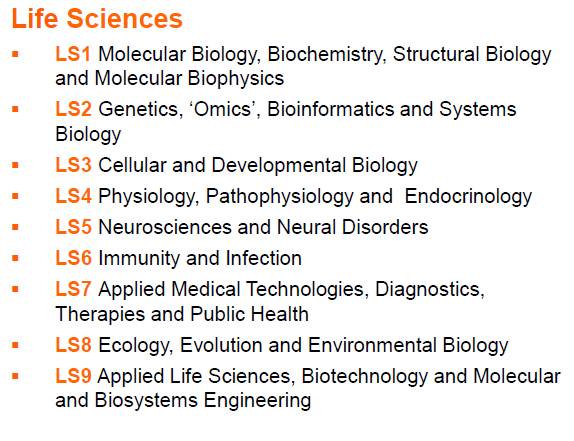 Life Sciences
▪ LS1 Molecular Biology, Biochemistry, Structural Biology
and Molecular Biophysics
▪ LS2 Genetics, ‘Omics’, Bioinformatics and Systems
Biology
▪ LS3 Cellular and Developmental Biology
▪ LS4 Physiology, Pathophysiology and  Endocrinology
▪ LS5 Neurosciences and Neural Disorders
▪ LS6 Immunity and Infection
▪ LS7 Applied Medical Technologies, Diagnostics,
Therapies and Public Health
▪ LS8 Ecology, Evolution and Environmental Biology
▪ LS9 Applied Life Sciences, Biotechnology and Molecular
and Biosystems Engineering